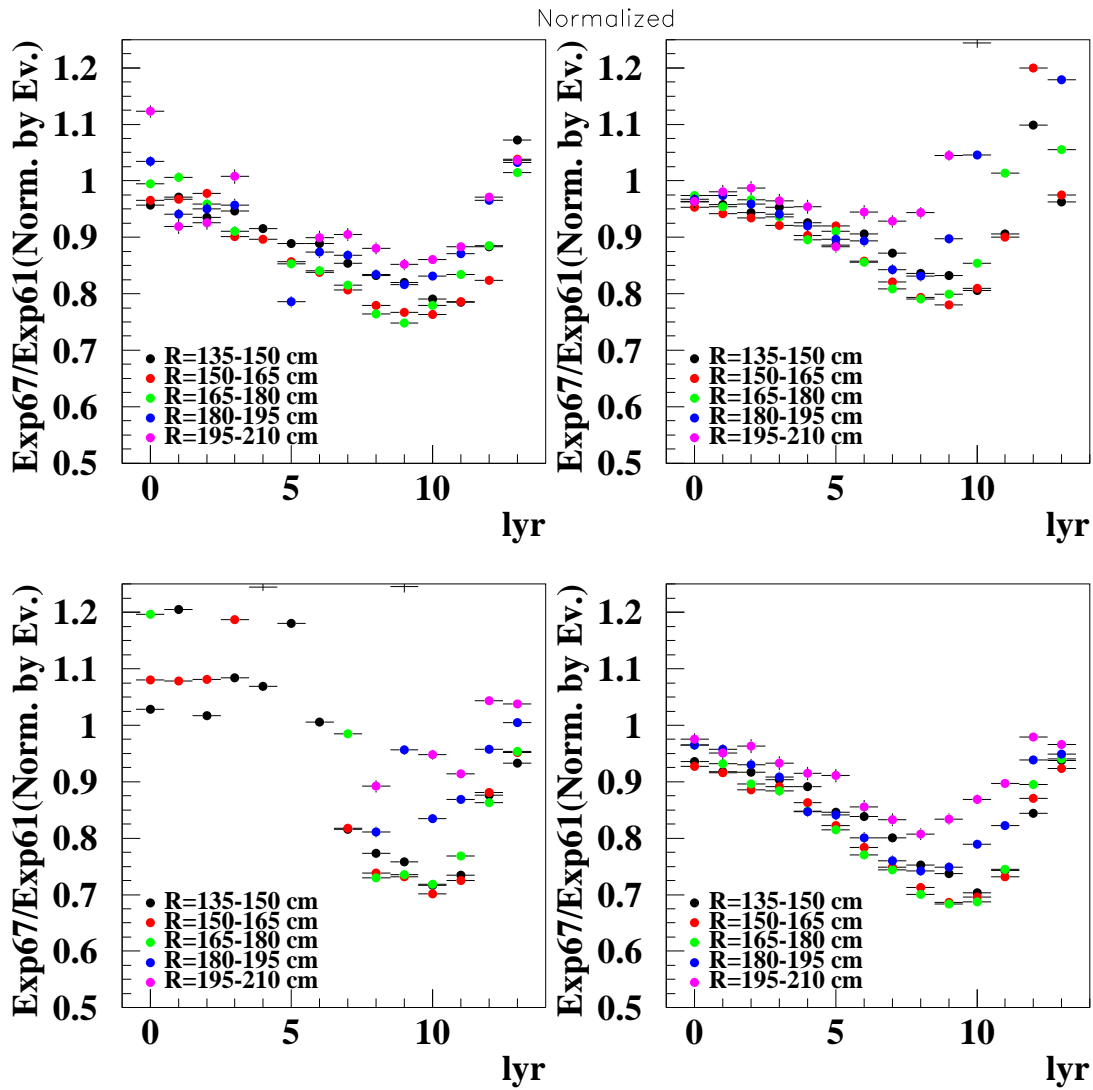 Normalized
Exp67/Exp61(Norm. by Ev.)
1.2
1.1
1
0.9
0.8
0.7
0.6
0.5
R=135-150 cm
R=150-165 cm
R=165-180 cm
R=180-195 cm
R=195-210 cm
0 5 10
lyr
Exp67/Exp61(Norm. by Ev.)
1.2
1.1
1
0.9
0.8
0.7
0.6
0.5
R=135-150 cm
R=150-165 cm
R=165-180 cm
R=180-195 cm
R=195-210 cm
0 5 10
lyr
Exp67/Exp61(Norm. by Ev.)
1.2
1.1
1
0.9
0.8
0.7
0.6
0.5
R=135-150 cm
R=150-165 cm
R=165-180 cm
R=180-195 cm
R=195-210 cm
0 5 10
lyr
Exp67/Exp61(Norm. by Ev.)
1.2
1.1
1
0.9
0.8
0.7
0.6
0.5
R=135-150 cm
R=150-165 cm
R=165-180 cm
R=180-195 cm
R=195-210 cm
0 5 10
lyr